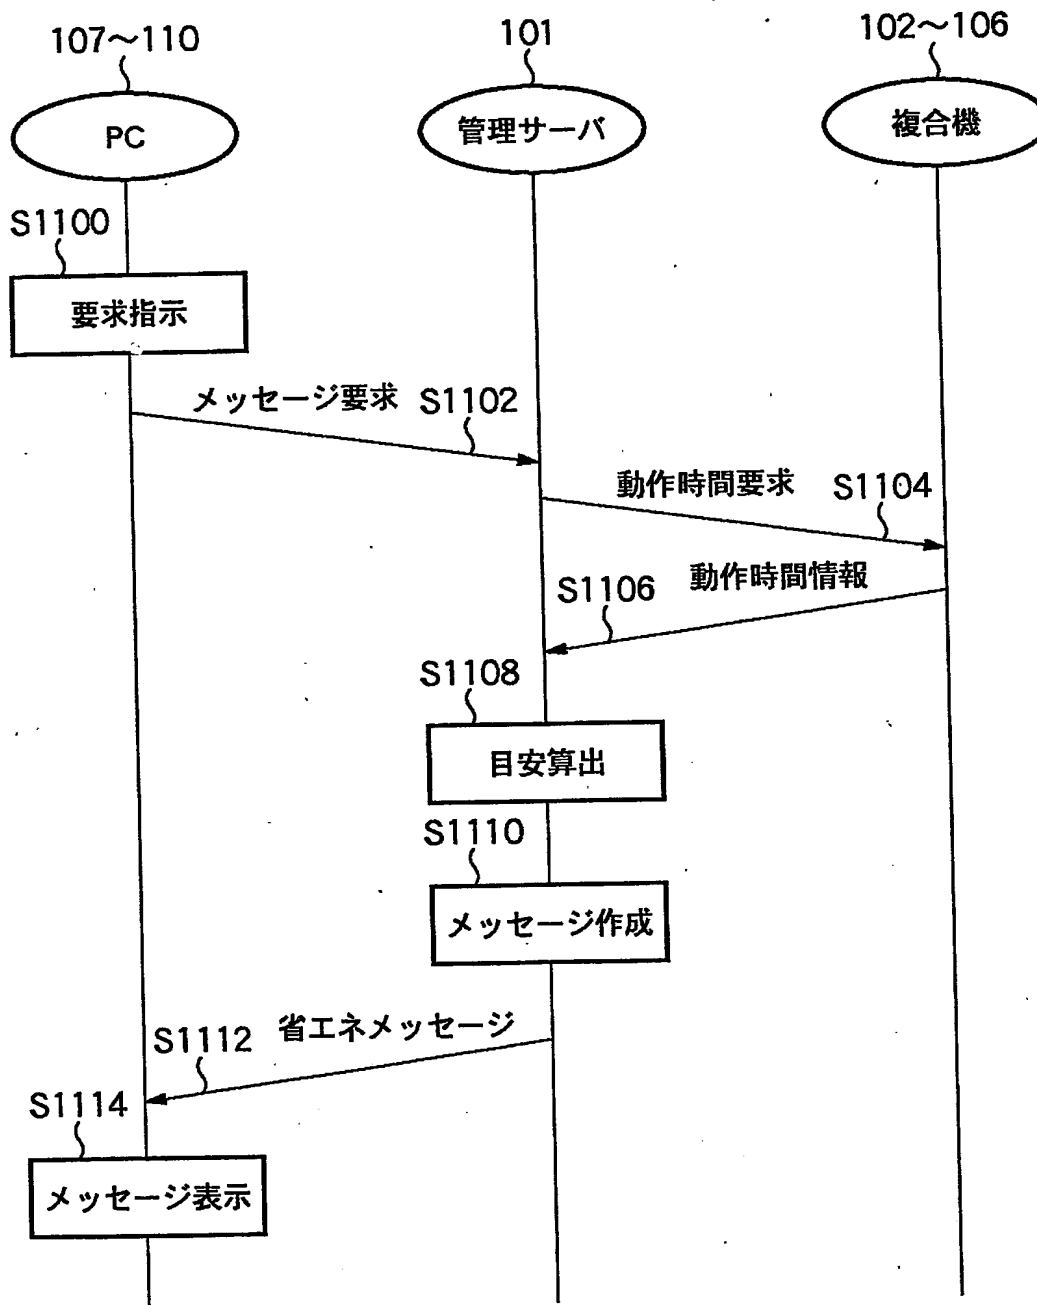 107～110
101
102～106
PC
管理サーバ
複合機
S1100
要求指示
メッセージ要求
S1102
動作時間要求
S1104
動作時間情報
S1106
S1108
目安算出
S1110
メッセージ作成
省エネメッセージ
S1112
S1114
メッセージ表示